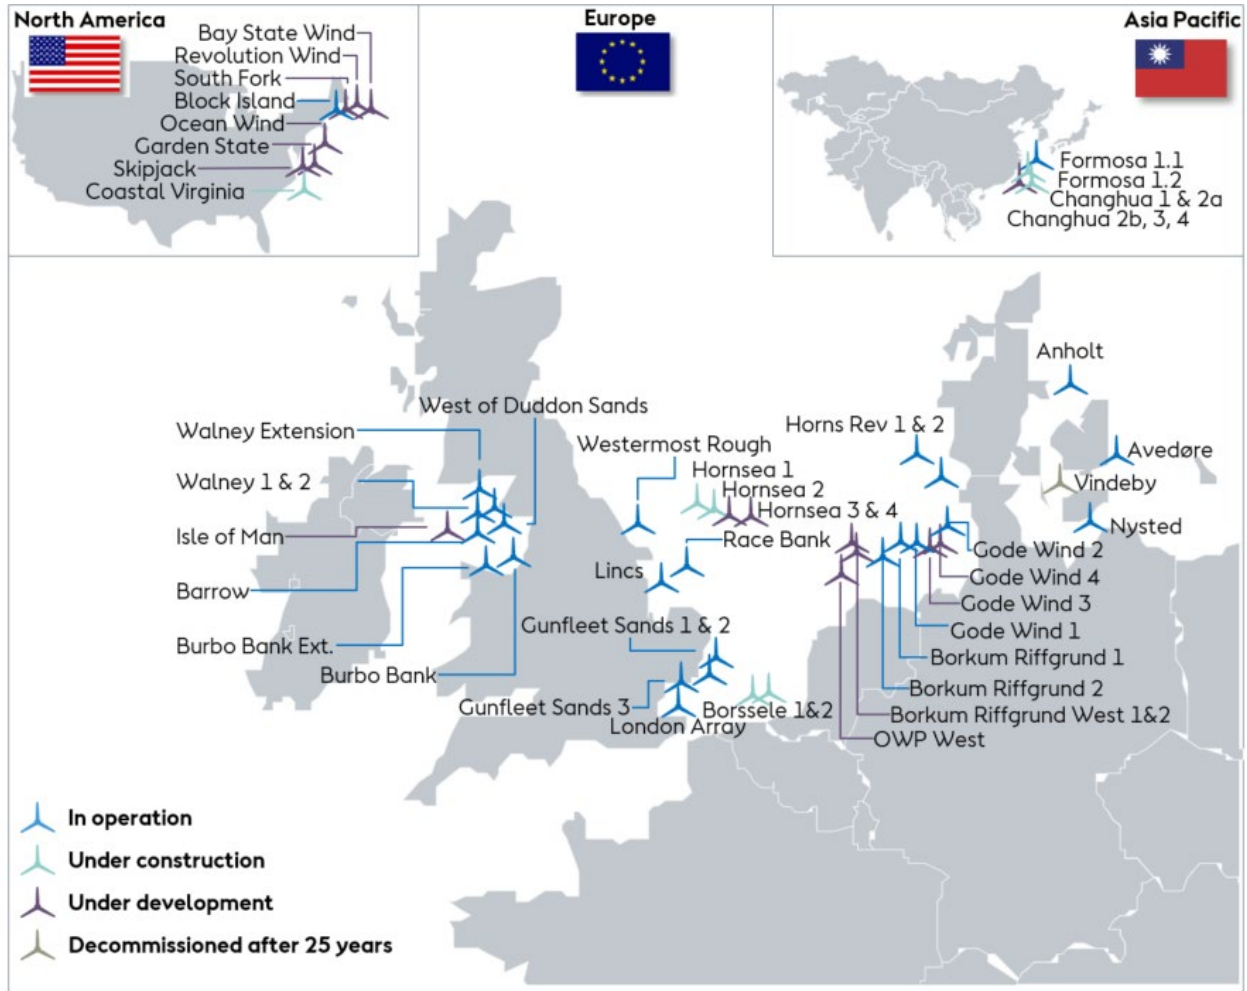 North America
Bay State Wind
Revolution Wind
South Fork
Block Island
Ocean Wind
Garden State
Skipjack
Coastal Virginia
Europe
Asia Pacific
Formosa 1.1
Formosa 1.2
Changhua 1 & 2a
Changhua 2b, 3, 4
West of Duddon Sands
Walney Extension
Walney 1 & 2
Isle of Man
Barrow
Burbo Bank Ext.
Burbo Bank
Westermost Rough
Hornsea 1
Hornsea 2
Hornsea 3 & 4
Race Bank
Lincs
Gunfleet Sands 1 & 2
Gunfleet Sands 3
London Array
Borssele 1&2
Anholt
Horns Rev 1 & 2
Avedøre
Vindeby
Nysted
Gode Wind 2
Gode Wind 4
Gode Wind 3
Gode Wind 1
Borkum Riffgrund 1
Borkum Riffgrund 2
Borkum Riffgrund West 1&2
OWP West
In operation
Under construction
Under development
Decommissioned after 25 years